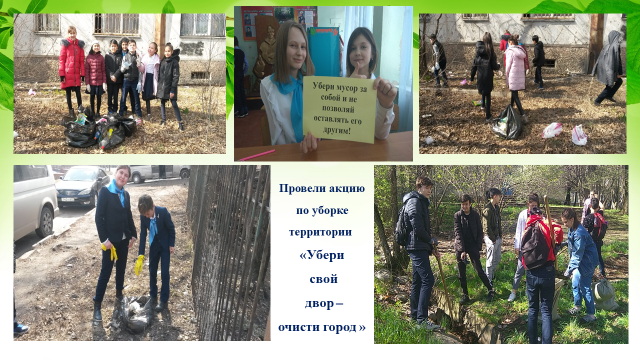 Убери мусор за
собой и не
позволяй
оставлять его
другим!
Провели акцию
по уборке
территории
«Убери
свой
двор –
очисти город »